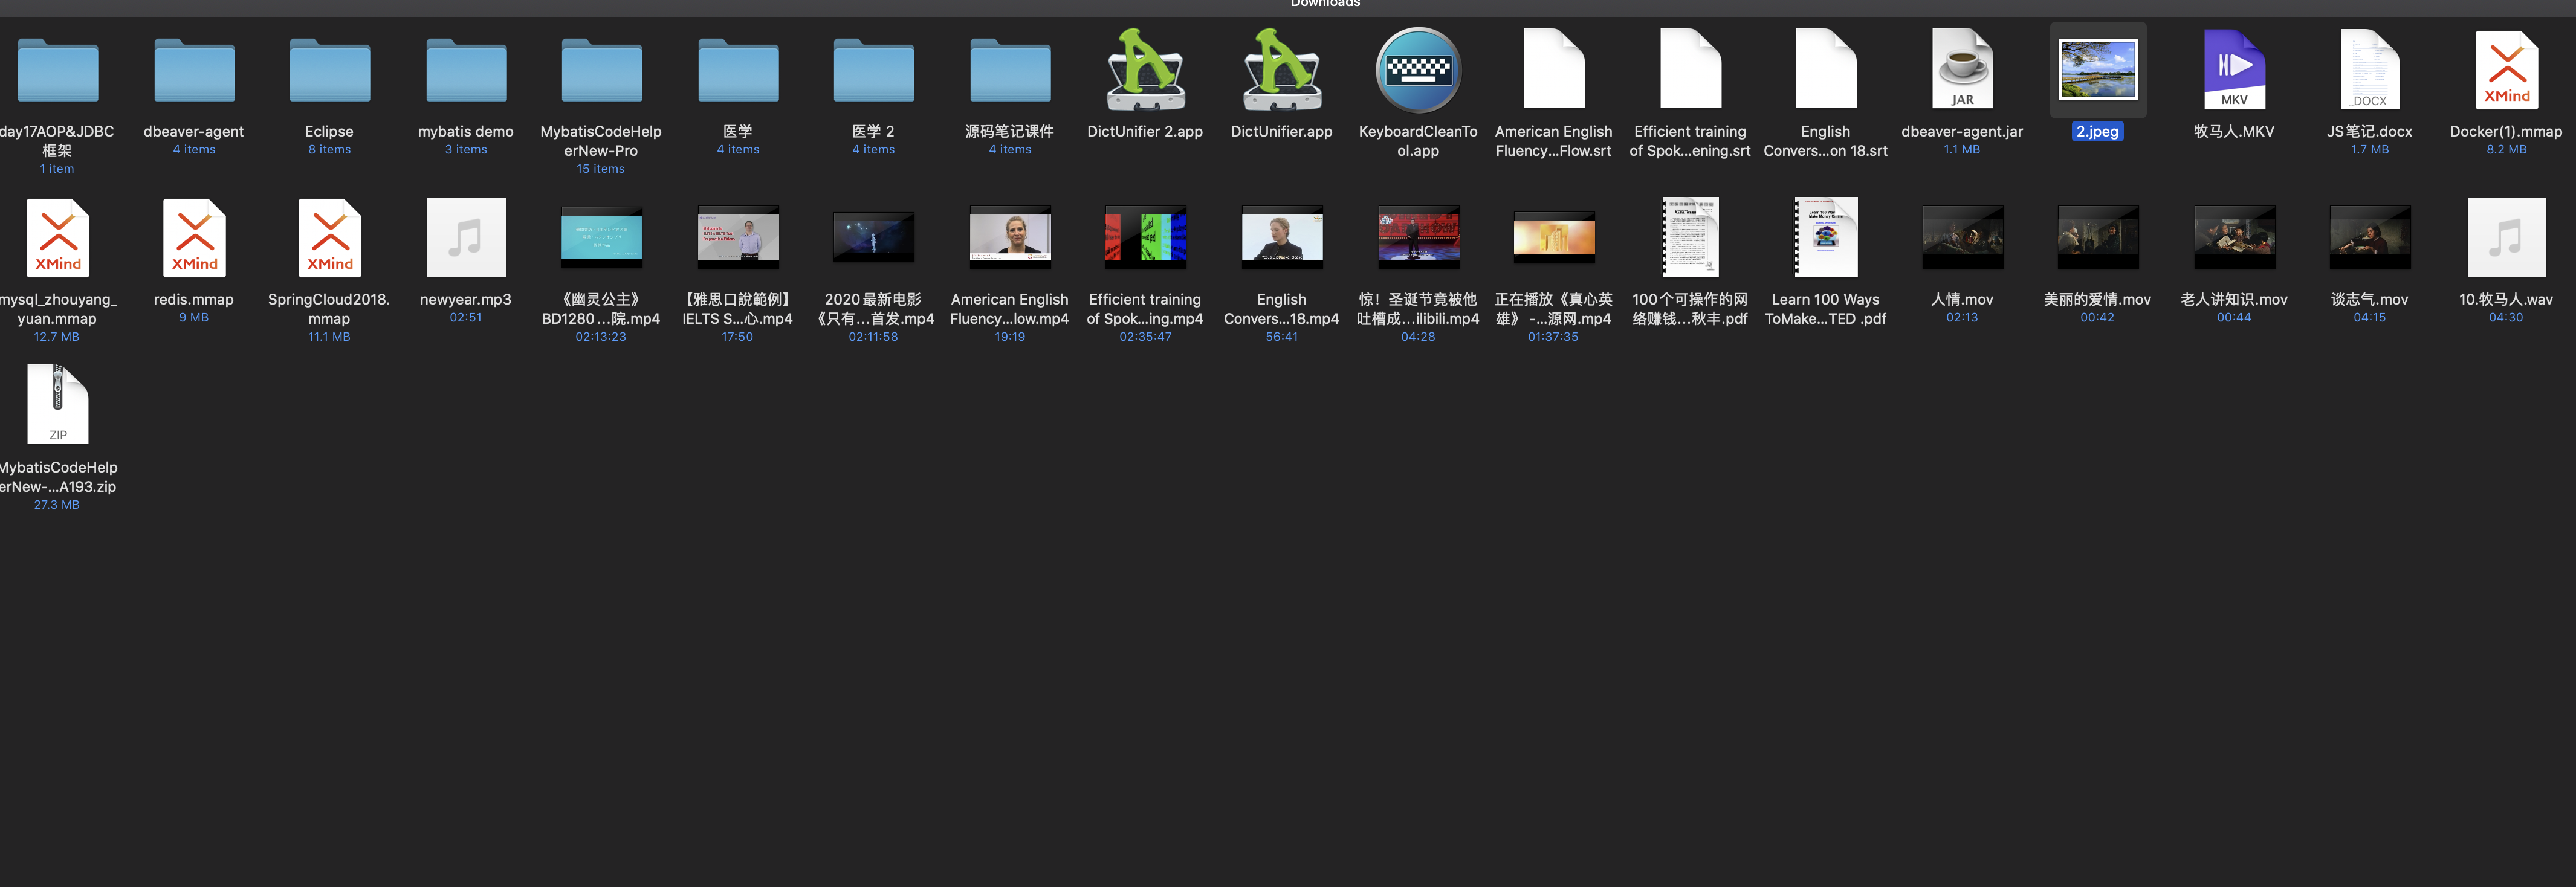 Downloads
JAR
MKV
.DOCX
XMind
day17AOP&JDBC
框架
1 item
dbeaver-agent
4 items
Eclipse
8 items
mybatis demo
3 items
MybatisCodeHelp
erNew-Pro
15 items
医学
4 items
医学 2
4 items
源码笔记课件
4 items
DictUnifier 2.app
DictUnifier.app
KeyboardCleanTo
ol.app
American English
Fluency...Flow.srt
Efficient training
of Spok...ening.srt
English
Convers...on 18.srt
dbeaver-agent.jar
1.1 MB
2.jpeg
牧马人.MKV
JS笔记.docx
1.7 MB
Docker(1).mmap
8.2 MB
XMind
XMind
XMind
mysql_zhouyang_
yuan.mmap
12.7 MB
redis.mmap
9 MB
SpringCloud2018.
mmap
11.1 MB
newyear.mp3
02:51
《幽灵公主》
BD1280...院.mp4
02:13:23
【雅思口說範例】
IELTS S...心.mp4
17:50
2020最新电影
《只有...首发.mp4
02:11:58
American English
Fluency...low.mp4
19:19
Efficient training
of Spok...ing.mp4
02:35:47
English
Convers...18.mp4
56:41
惊！圣诞节竟被他
吐槽成...ilibili.mp4
04:28
正在播放《真心英
雄》 -...源网.mp4
01:37:35
100个可操作的网
络赚钱...秋丰.pdf
Learn 100 Ways
ToMake...TED .pdf
人情.mov
02:13
美丽的爱情.mov
00:42
老人讲知识.mov
00:44
谈志气.mov
04:15
10.牧马人.wav
04:30
ZIP
MybatisCodeHelp
erNew-...A193.zip
27.3 MB